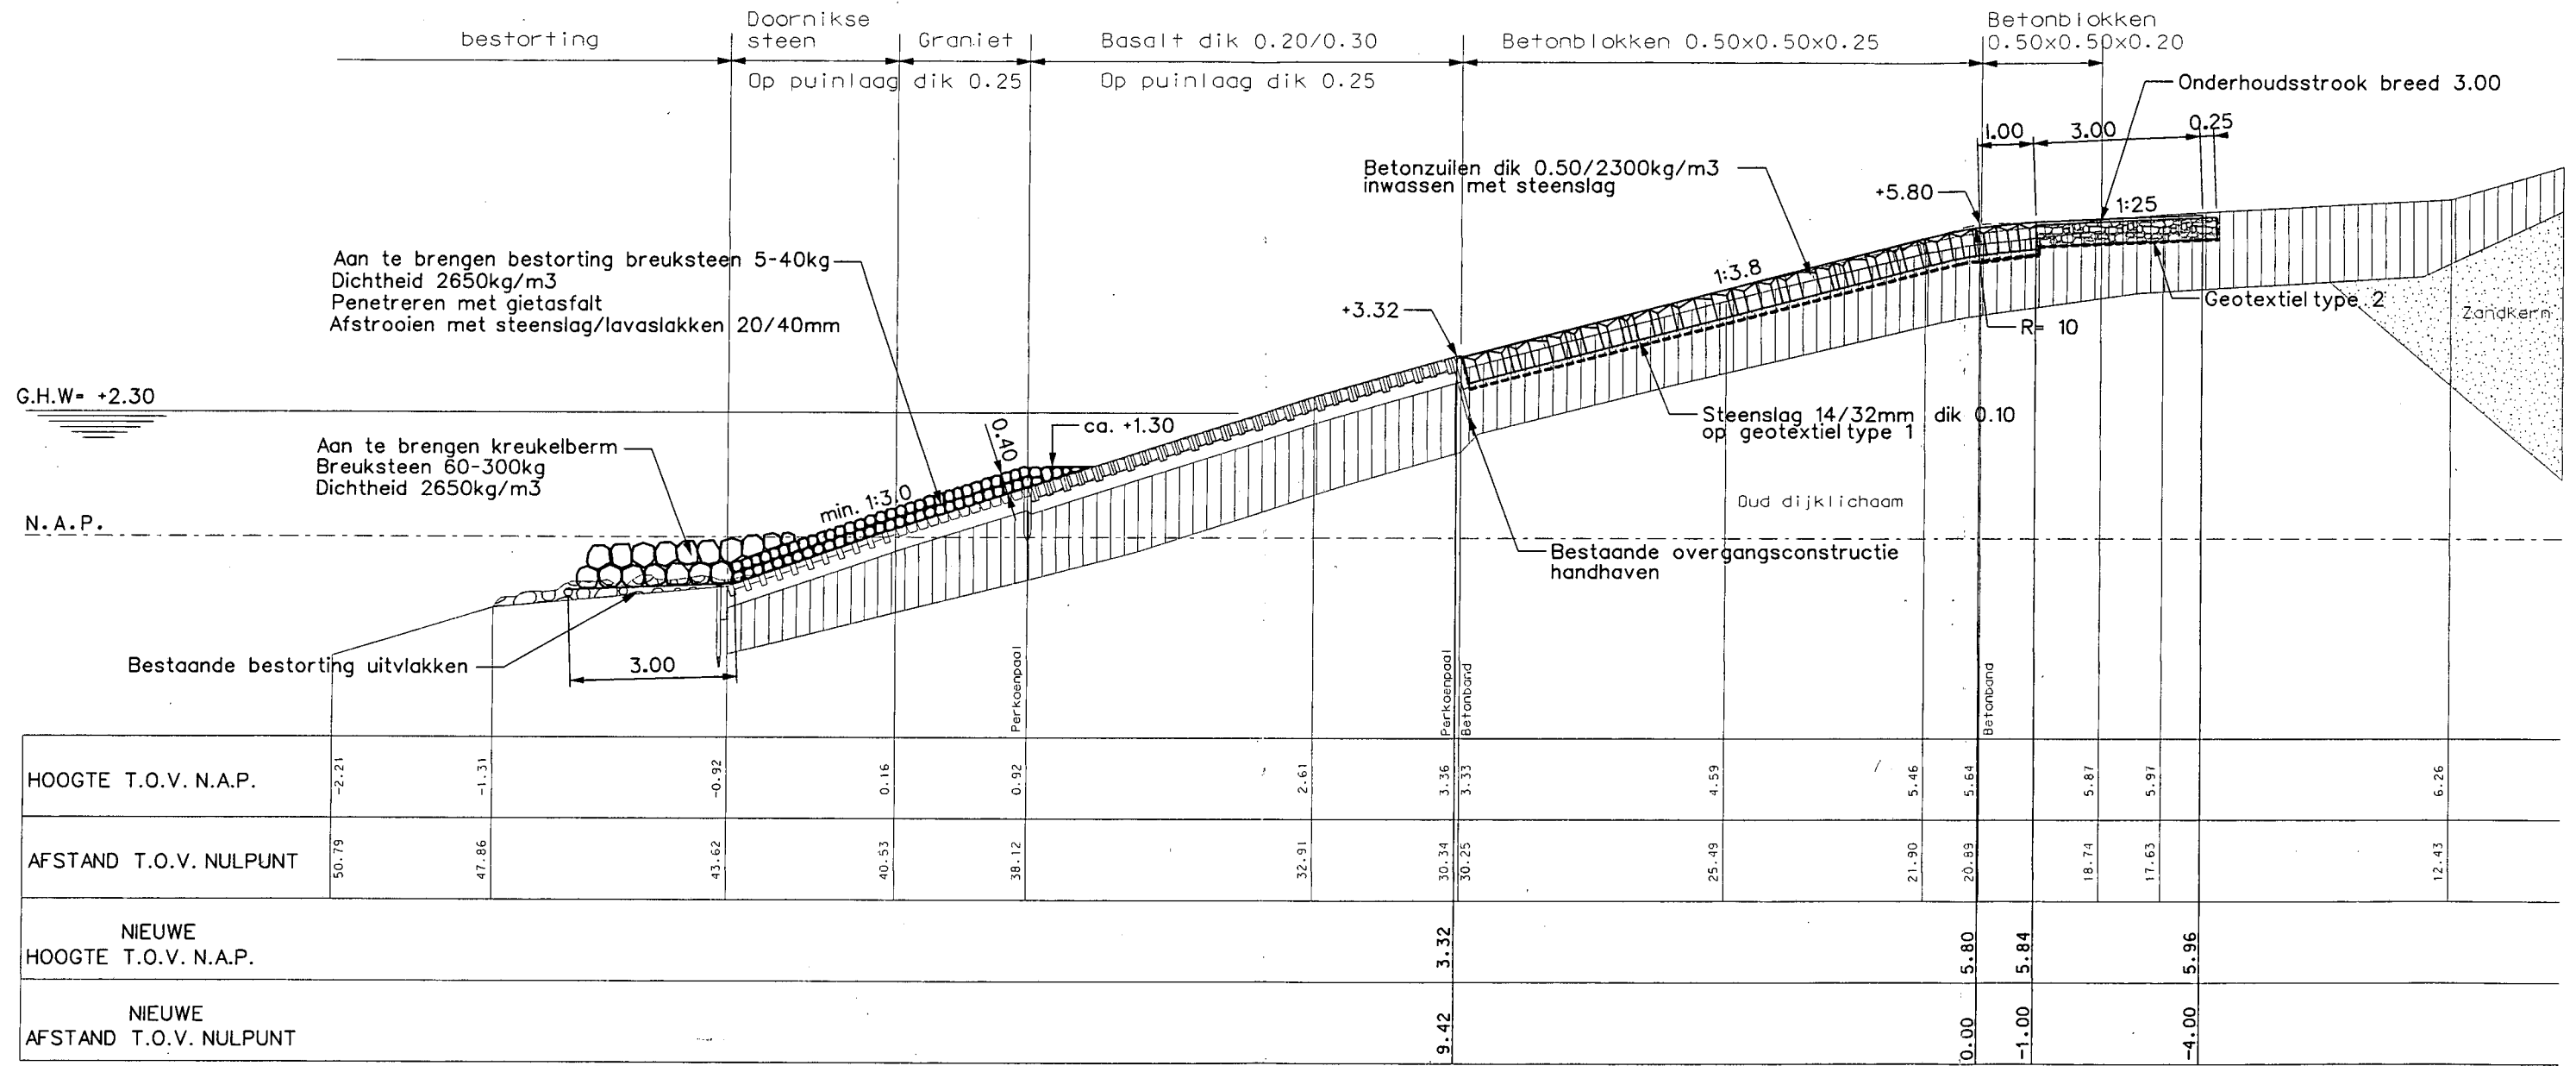 bestorting
Doornikse
steen
Graniet
Basalt dik 0.20/0.30
Betonblokken 0.50x0.50x0.25
Betonblokken
0.50x0.50x0.20
Op puinlaag dik 0.25
Op puinlaag dik 0.25
Onderhoudsstrook breed 3.00
1.00
3.00
0.25
Betonzuilen dik 0.50/2300kg/m3
inwassen met steenslag
+5.80
1:25
Aan te brengen bestorting breuksteen 5-40kg
Dichtheid 2650kg/m3
Penetreren met gietasfalt
Afstrooien met steenslag/lavaslakken 20/40mm
1:3.8
+3.32
Geotextiel type 2
R= 10
Zandkern
G.H.W= +2.30
Aan te brengen kreukelberm
Breuksteen 60-300kg
Dichtheid 2650kg/m3
0.40
ca. +1.30
min. 1:3.0
Steenslag 14/32mm dik 0.10
op geotextiel type 1
Oud dijklichaam
N.A.P.
Bestaande overgangsconstructie
handhaven
Bestaande bestorting uitvlakken
3.00
Perkoenpaal
Perkoenpaal
Betonband
Betonband
HOOGTE T.O.V. N.A.P.
-2.21
-1.31
-0.92
0.16
0.92
2.61
3.36
3.33
4.59
5.46
5.64
5.87
5.97
6.26
AFSTAND T.O.V. NULPUNT
50.79
47.86
43.62
40.53
38.12
32.91
30.34
30.25
25.49
21.90
20.89
18.74
17.63
12.43
NIEUWE
HOOGTE T.O.V. N.A.P.
3.32
5.80
5.84
5.96
NIEUWE
AFSTAND T.O.V. NULPUNT
9.42
0.00
-1.00
-4.00